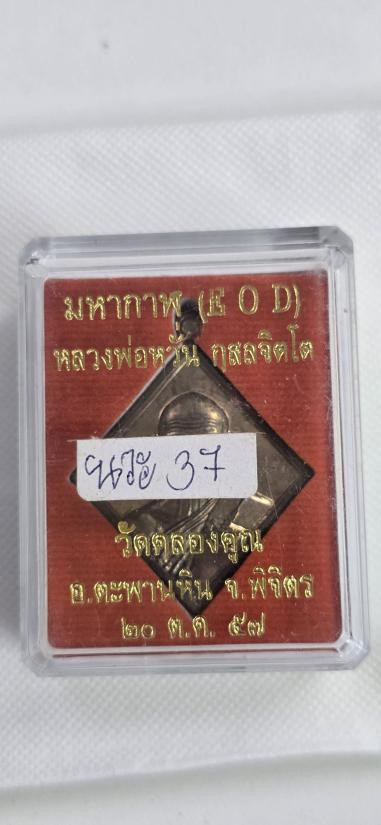 มหากาฬ (E O D)
หลวงพ่อหวั่น กุสลจิตโต
นวะ 37
วัดคลองคูณ
อ.ตะพานหิน จ.พิจิตร
๒๐ ต.ค. ๕๗